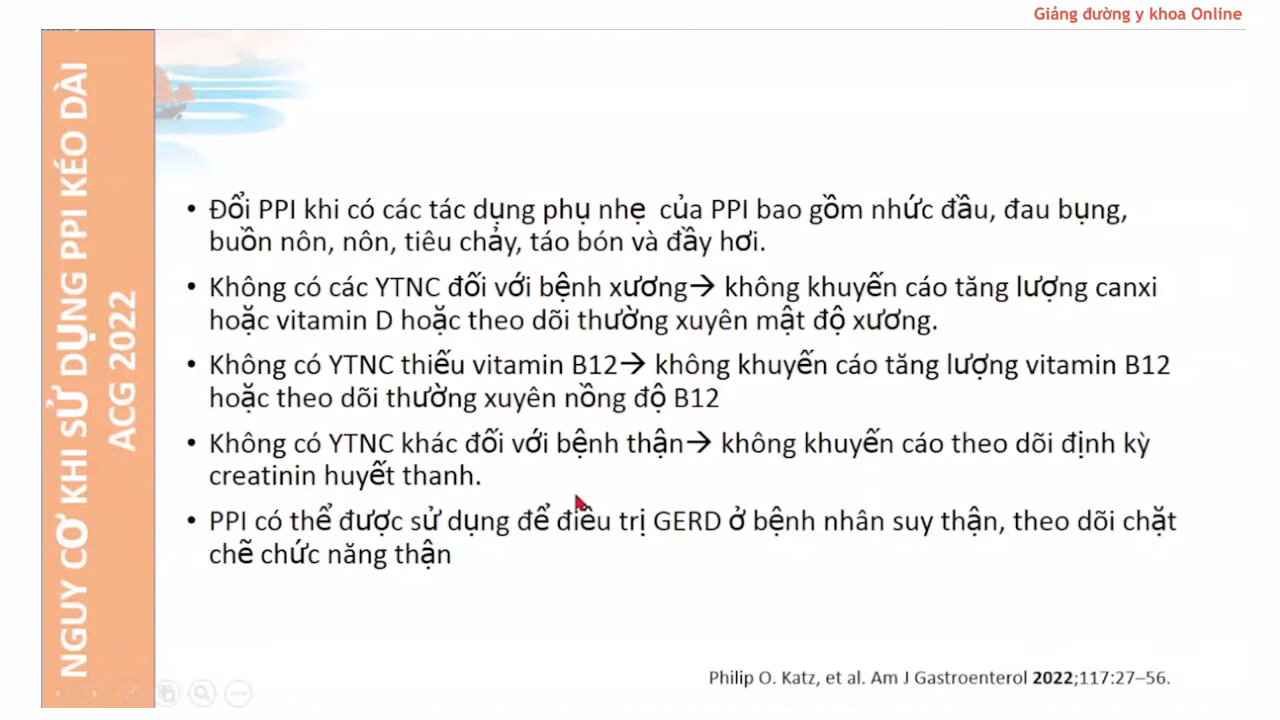 Giảng đường y khoa Online
NGUY CƠ KHI SỬ DỤNG PPI KÉO DÀI
ACG 2022
• Đổi PPI khi có các tác dụng phụ nhẹ của PPI bao gồm nhức đầu, đau bụng,
buồn nôn, nôn, tiêu chảy, táo bón và đầy hơi.
• Không có các YTNC đối với bệnh xương→ không khuyến cáo tăng lượng canxi
hoặc vitamin D hoặc theo dõi thường xuyên mật độ xương.
• Không có YTNC thiếu vitamin B12→ không khuyến cáo tăng lượng vitamin B12
hoặc theo dõi thường xuyên nồng độ B12
• Không có YTNC khác đối với bệnh thận→ không khuyến cáo theo dõi định kỳ
creatinin huyết thanh.
• PPI có thể được sử dụng để điều trị GERD ở bệnh nhân suy thận, theo dõi chặt
chẽ chức năng thận
Philip O. Katz, et al. Am J Gastroenterol 2022;117:27–56.